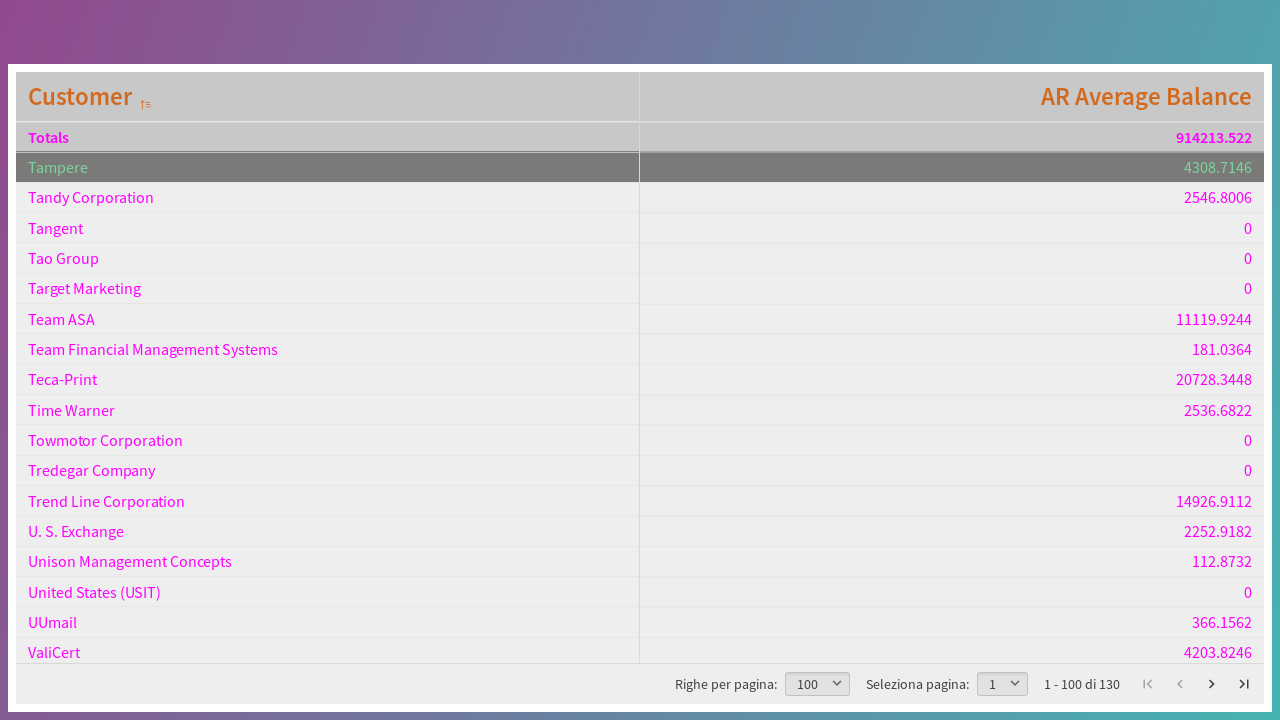 Customer AR Average Balance
Totals 914213.522
Tampere 4308.7146
Tandy Corporation 2546.8006
Tangent 0
Tao Group 0
Target Marketing 0
Team ASA 11119.9244
Team Financial Management Systems 181.0364
Teca-Print 20728.3448
Time Warner 2536.6822
Towmotor Corporation 0
Tredegar Company 0
Trend Line Corporation 14926.9112
U. S. Exchange 2252.9182
Unison Management Concepts 112.8732
United States (USIT) 0
UUmail 366.1562
ValiCert 4203.8246
Righe per pagina: 100 Seleziona pagina: 1 1 - 100 di 130